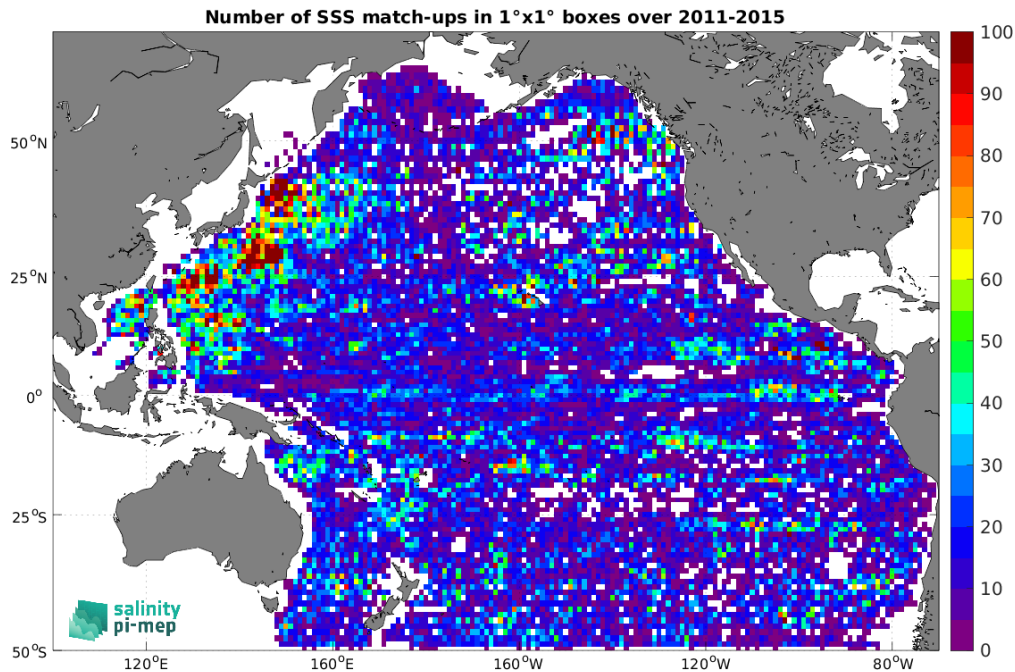 Number of SSS match-ups in 1°x1° boxes over 2011-2015
100
90
80
70
60
50
40
30
20
10
0
50°N
25°N
0°
25°S
50°S
120°E
160°E
160°W
120°W
80°W
salinity
pi-mep